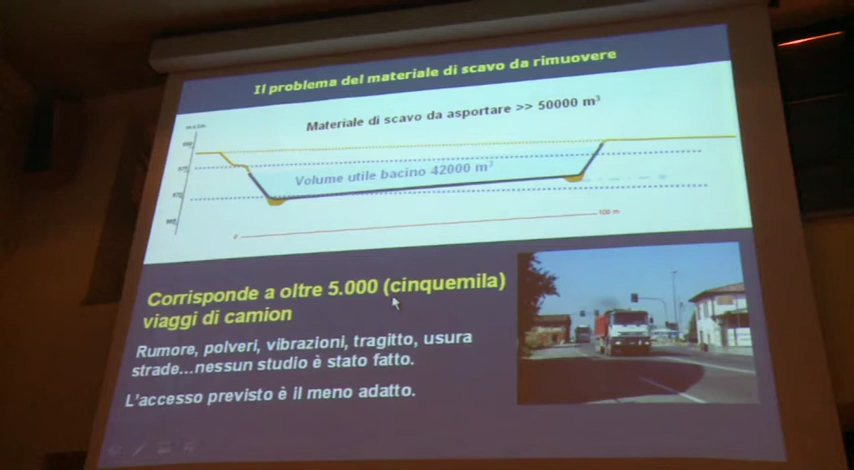 Il problema del materiale di scavo da rimuovere
Materiale di scavo da asportare >> 50000 m³
Volume utile bacino 42000 m³
0
100 m
Corrisponde a oltre 5.000 (cinquemila)
viaggi di camion
Rumore, polveri, vibrazioni, tragitto, usura
strade...nessun studio è stato fatto.
L'accesso previsto è il meno adatto.